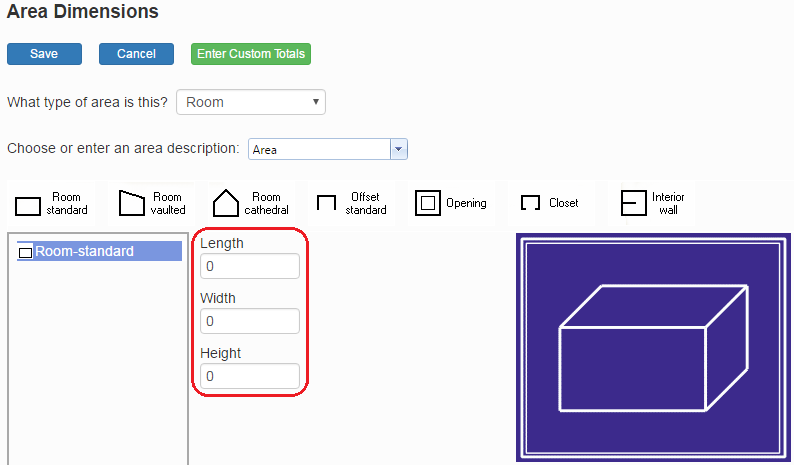 Area Dimensions
Save Cancel Enter Custom Totals
What type of area is this? Room
Choose or enter an area description: Area
Room standard
Room vaulted
Room cathedral
Offset standard
Opening
Closet
Interior wall
Room-standard
Length
0
Width
0
Height
0